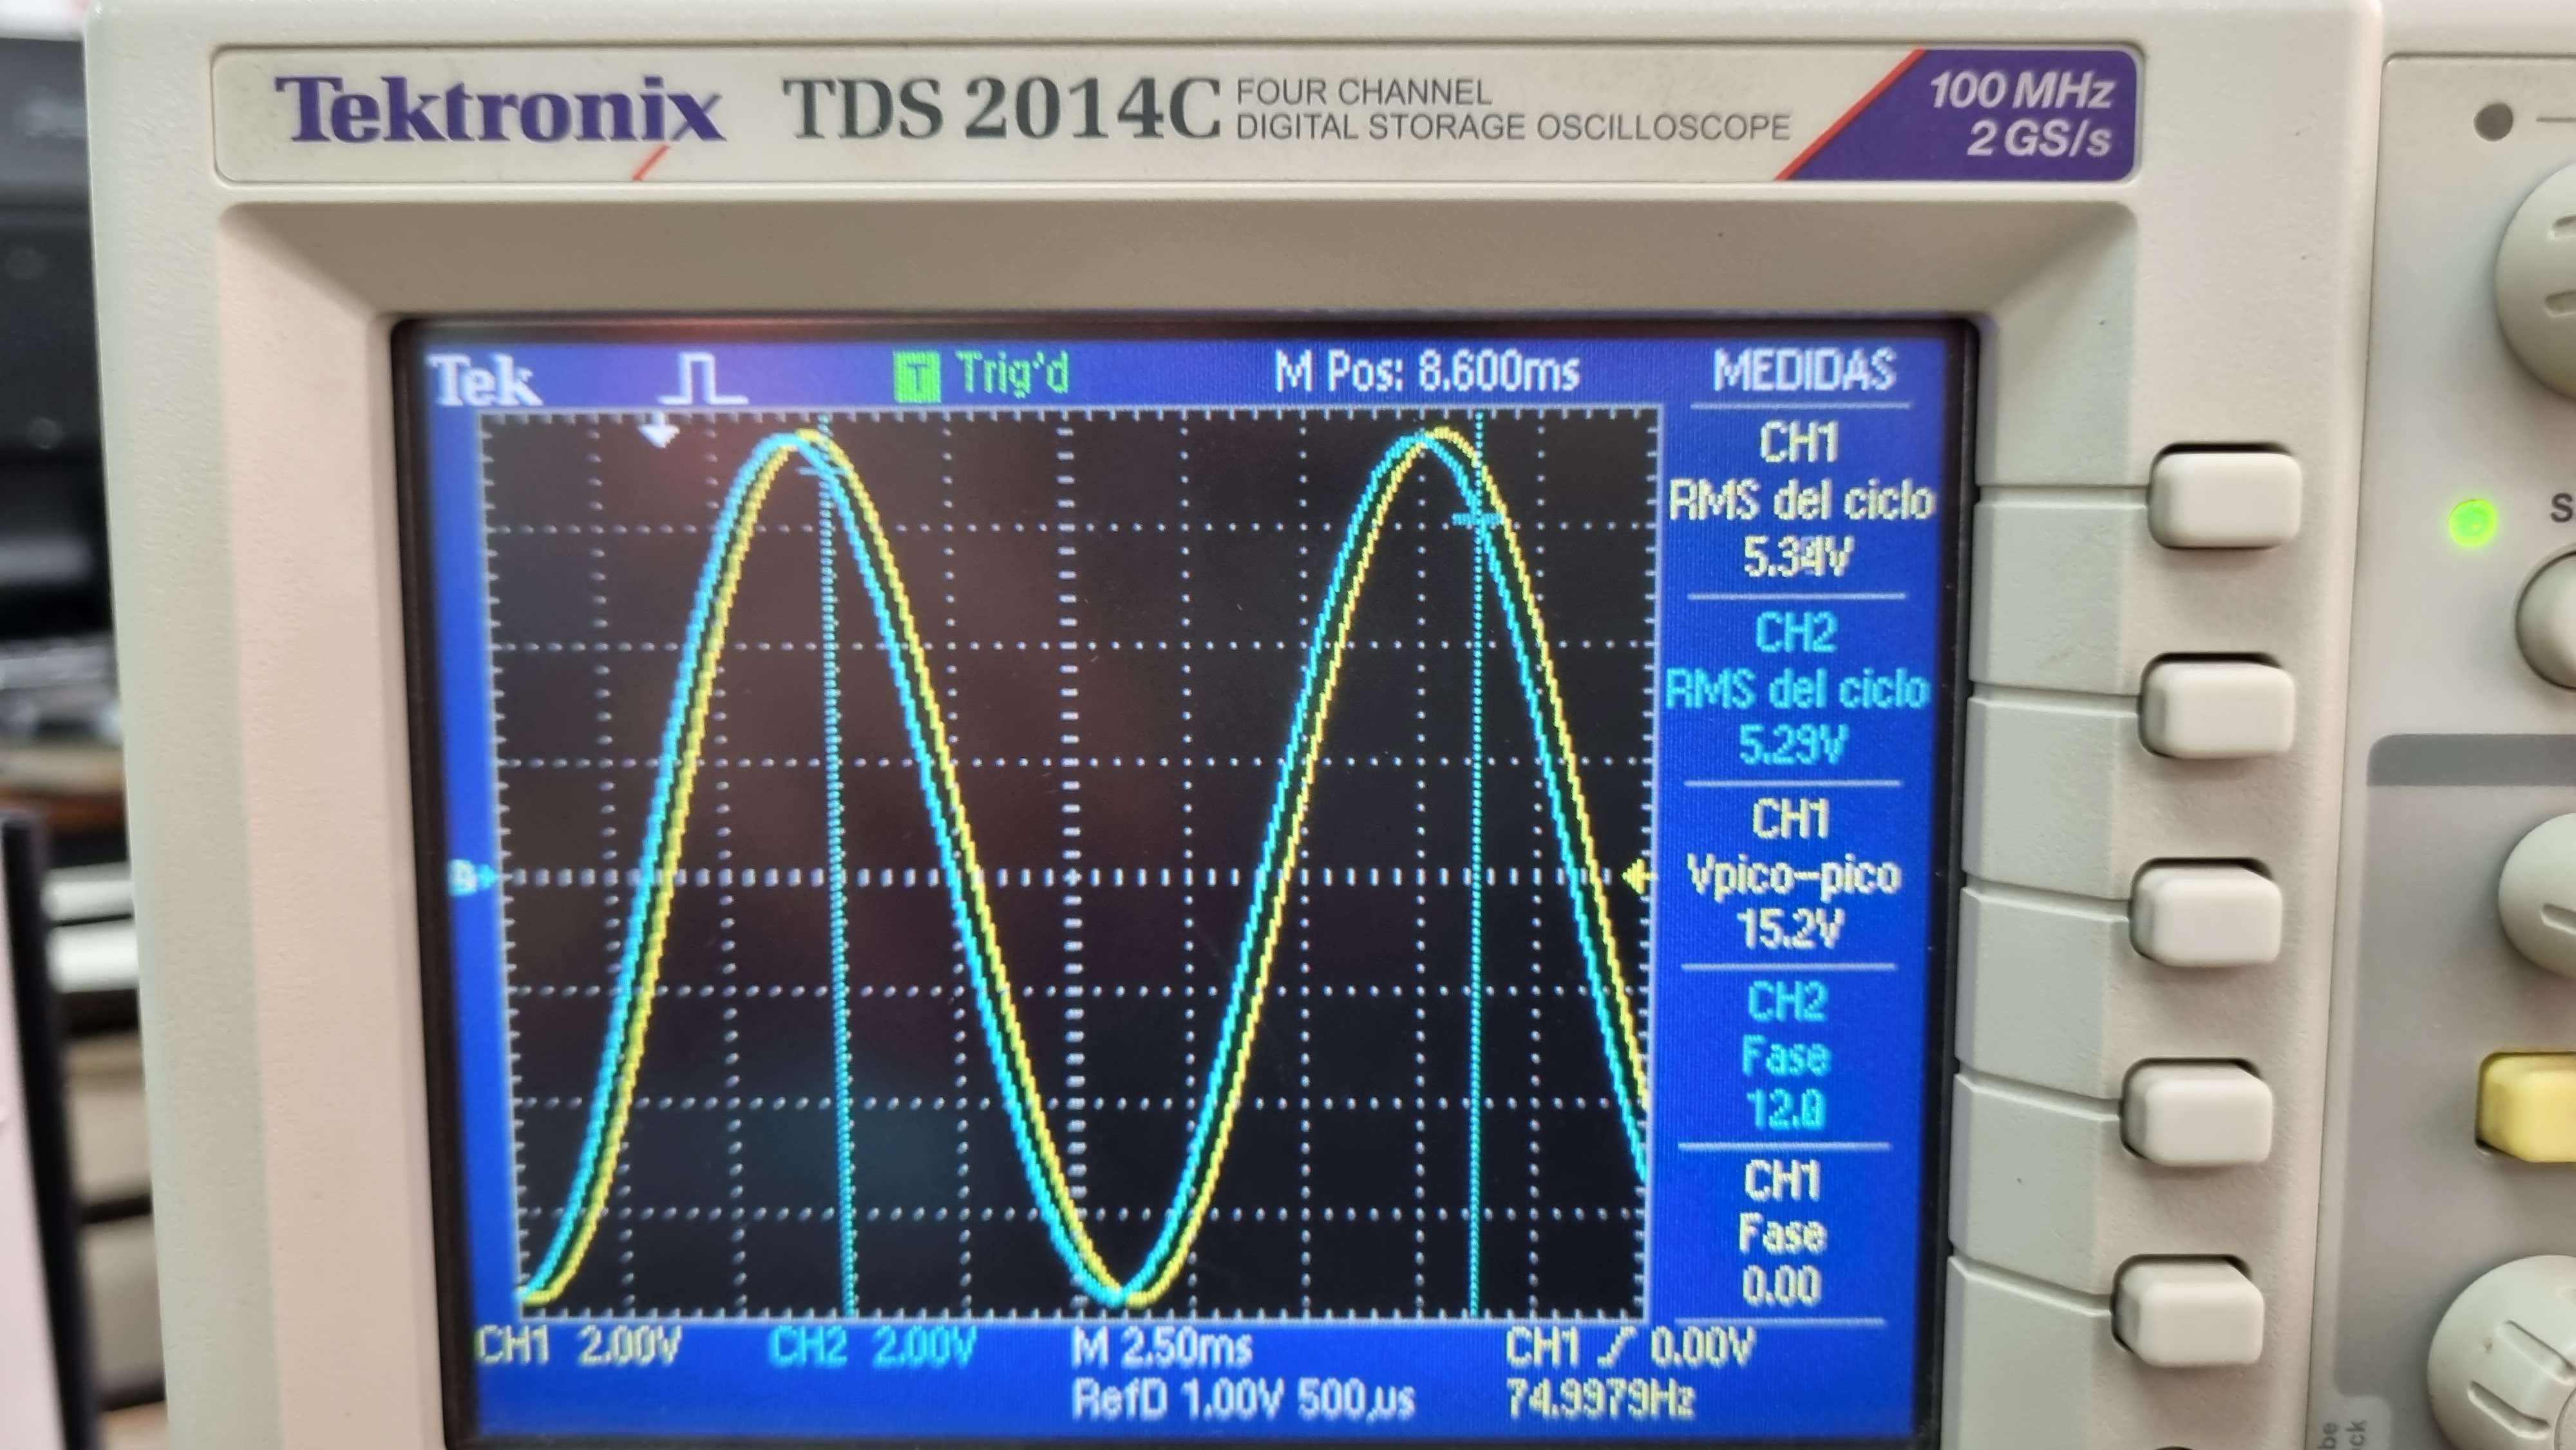 Tektronix TDS 2014C FOUR CHANNEL
DIGITAL STORAGE OSCILLOSCOPE
100 MHz
2 GS/s
Tek T Trig'd M Pos: 8.600ms MEDIDAS
CH1
RMS del ciclo
5.34V
CH2
RMS del ciclo
5.29V
CH1
Vpico-pico
15.2V
CH2
Fase
CH1
Fase
0.00
CH1 2.00V CH2 2.00V M 2.50ms CH1 0.00V
RefD 1.00V 500µs 74.9979Hz